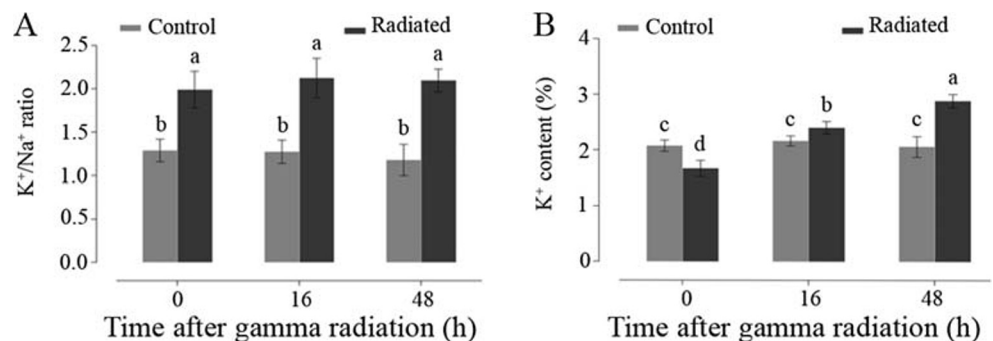 A
Control
Radiated
K⁺/Na⁺ ratio
2.5
2.0
1.5
1.0
0.5
0.0
b
a
b
a
b
a
0
16
48
Time after gamma radiation (h)
B
Control
Radiated
K⁺ content (%)
4
3
2
1
0
c
d
c
b
c
a
0
16
48
Time after gamma radiation (h)